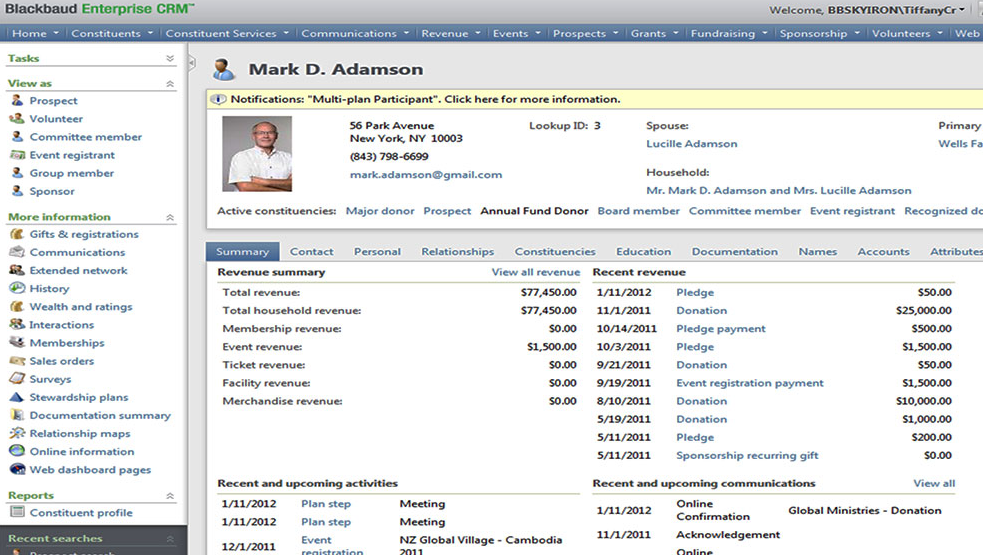 Blackbaud Enterprise CRM™
Welcome, BBSKYIRON\TiffanyCr
Home Constituents Constituent Services Communications Revenue Events Prospects Grants Fundraising Sponsorship Volunteers Web
Tasks
View as
Prospect
Volunteer
Committee member
Event registrant
Group member
Sponsor
More information
Gifts & registrations
Communications
Extended network
History
Wealth and ratings
Interactions
Memberships
Sales orders
Surveys
Stewardship plans
Documentation summary
Relationship maps
Online information
Web dashboard pages
Reports
Constituent profile
Recent searches
Prospect search
Mark D. Adamson
Notifications: "Multi-plan Participant". Click here for more information.
56 Park Avenue
New York, NY 10003
(843) 798-6699
mark.adamson@gmail.com
Lookup ID: 3
Spouse:
Lucille Adamson
Household:
Mr. Mark D. Adamson and Mrs. Lucille Adamson
Primary
Wells Fa
Active constituencies: Major donor Prospect Annual Fund Donor Board member Committee member Event registrant Recognized do
Summary Contact Personal Relationships Constituencies Education Documentation Names Accounts Attributes
Revenue summary View all revenue
Total revenue: $77,450.00
Total household revenue: $77,450.00
Membership revenue: $0.00
Event revenue: $1,500.00
Ticket revenue: $0.00
Facility revenue: $0.00
Merchandise revenue: $0.00
Recent revenue
1/11/2012 Pledge $50.00
11/1/2011 Donation $25,000.00
10/14/2011 Pledge payment $500.00
10/3/2011 Pledge $1,500.00
9/21/2011 Donation $50.00
9/19/2011 Event registration payment $1,500.00
8/10/2011 Donation $10,000.00
5/19/2011 Donation $1,000.00
5/11/2011 Pledge $200.00
5/11/2011 Sponsorship recurring gift $0.00
Recent and upcoming activities
1/11/2012 Plan step Meeting
1/11/2012 Plan step Meeting
12/1/2011 Event registration NZ Global Village - Cambodia 2011
Recent and upcoming communications View all
1/11/2012 Online Confirmation Global Ministries - Donation
11/1/2011 Acknowledgement
Online